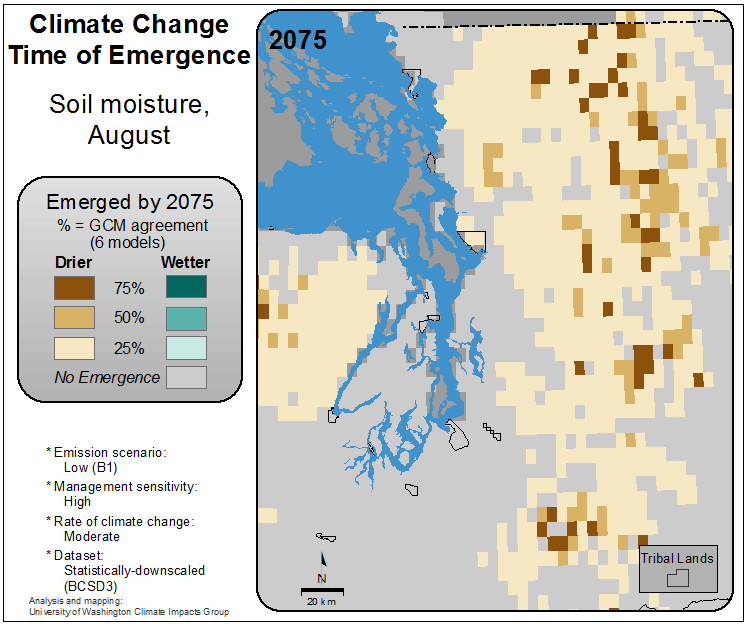 Climate Change
Time of Emergence
Soil moisture,
August
Emerged by 2075
% = GCM agreement
(6 models)
Drier Wetter
75%
50%
25%
No Emergence
* Emission scenario:
Low (B1)
* Management sensitivity:
High
* Rate of climate change:
Moderate
* Dataset:
Statistically-downscaled
(BCSD3)
Analysis and mapping:
University of Washington Climate Impacts Group
2075
N
20 km
Tribal Lands